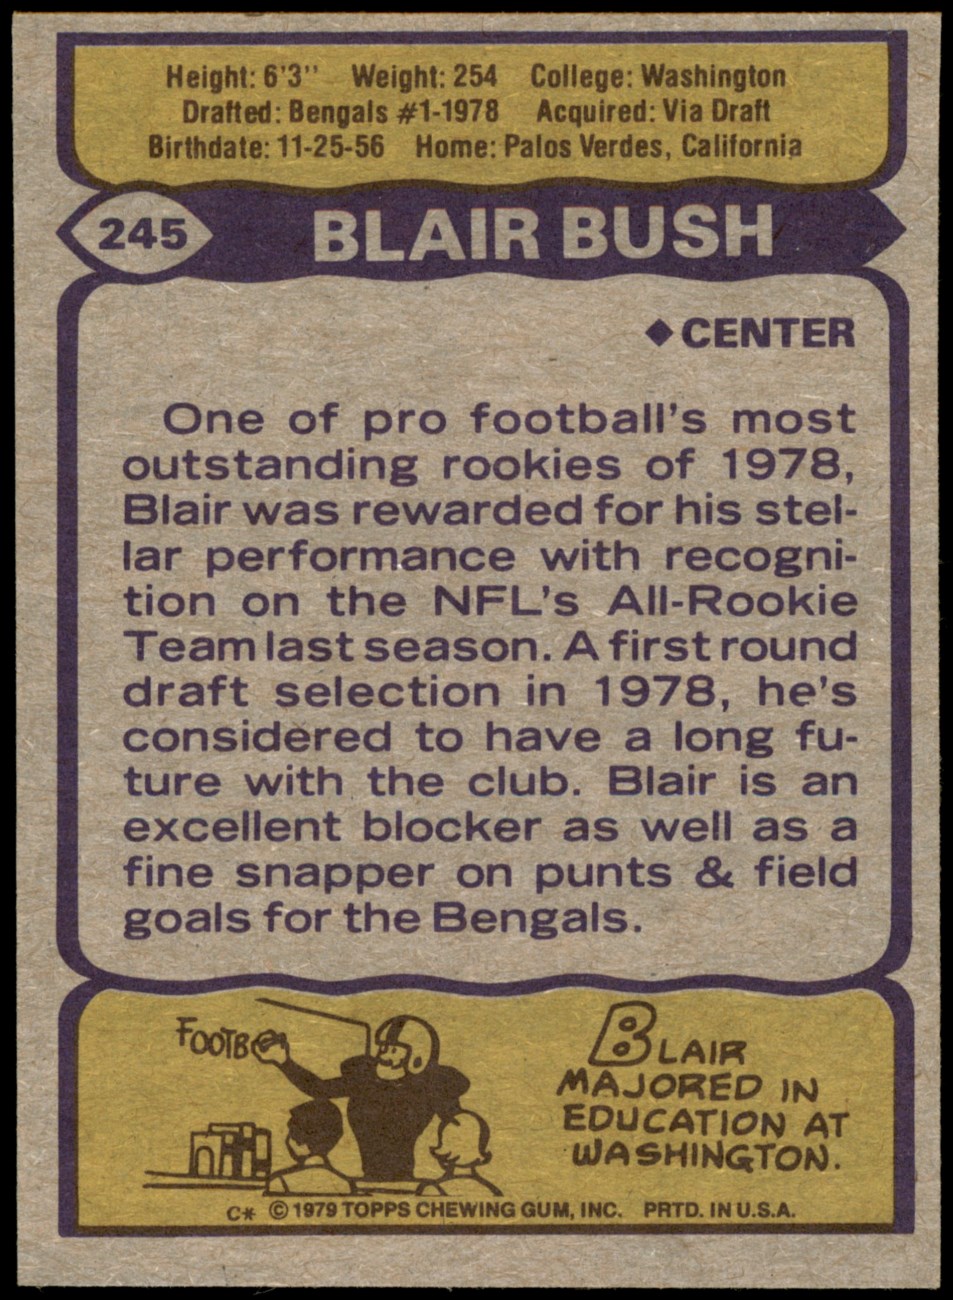 Height: 6'3" Weight: 254 College: Washington
Drafted: Bengals #1-1978 Acquired: Via Draft
Birthdate: 11-25-56 Home: Palos Verdes, California
245 BLAIR BUSH
◆ CENTER
One of pro football's most
outstanding rookies of 1978,
Blair was rewarded for his stel-
lar performance with recogni-
tion on the NFL's All-Rookie
Team last season. A first round
draft selection in 1978, he's
considered to have a long fu-
ture with the club. Blair is an
excellent blocker as well as a
fine snapper on punts & field
goals for the Bengals.
FOOTB
BLAIR
MAJORED IN
EDUCATION AT
WASHINGTON.
C* © 1979 TOPPS CHEWING GUM, INC. PRTD. IN U.S.A.